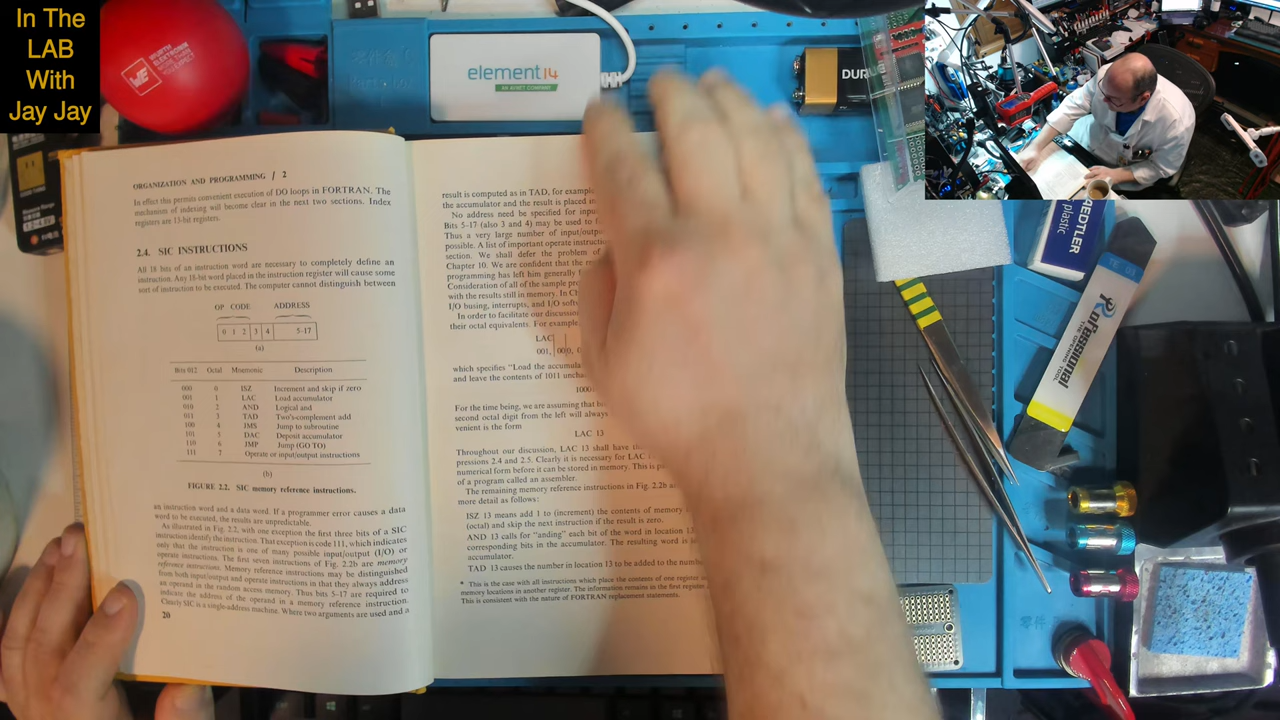 In The
LAB
With
Jay Jay
WURTH
ELEKTRONIK
element14
AN AVNET COMPANY
DUR
STAEDTLER
plastic
TE 01
Professional
THE OPENING TOOL
ORGANIZATION AND PROGRAMMING / 2
In effect this permits convenient execution of DO loops in FORTRAN. The
mechanism of indexing will become clear in the next two sections. Index
registers are 13-bit registers.
2.4. SIC INSTRUCTIONS
All 18 bits of an instruction word are necessary to completely define an
instruction. Any 18-bit word placed in the instruction register will cause some
sort of instruction to be executed. The computer cannot distinguish between
OP CODE ADDRESS
0 1 2 3 4 5-17
(a)
Bits 012 Octal Mnemonic Description
000 0 ISZ Increment and skip if zero
001 1 LAC Load accumulator
010 2 AND Logical and
011 3 TAD Two's-complement add
100 4 JMS Jump to subroutine
101 5 DAC Deposit accumulator
110 6 JMP Jump (GO TO)
111 7 Operate or input/output instructions
(b)
FIGURE 2.2. SIC memory reference instructions.
an instruction word and a data word. If a programmer error causes a data
word to be executed, the results are unpredictable.
As illustrated in Fig. 2.2, with one exception the first three bits of a SIC
instruction identify the instruction. That exception is code 111, which indicates
only that the instruction is one of many possible input/output (I/O) or
operate instructions. The first seven instructions of Fig. 2.2b are memory
reference instructions. Memory reference instructions may be distinguished
from both input/output and operate instructions in that they always address
an operand in the random access memory. Thus bits 5-17 are required to
indicate the address of the operand in a memory reference instruction.
Clearly SIC is a single-address machine. Where two arguments are used and a
20
result is computed as in TAD, for example
the accumulator and the result is placed in
No address need be specified for input
Bits 5-17 (also 3 and 4) may be used to
Thus a very large number of input/output
possible. A list of important operate instruction
section. We shall defer the problem of
Chapter 10. We are confident that the
programming has left him generally
Consideration of all of the sample
with the results still in memory. In
I/O busing, interrupts, and I/O
In order to facilitate our
their octal equivalents. For example,
LAC
001, 00 0, 0
which specifies "Load the
and leave the contents of 1011
1000
For the time being, we are assuming that
second octal digit from the left will always
venient is the form
LAC 13
Throughout our discussion, LAC 13 shall have
pressions 2.4 and 2.5. Clearly it is necessary for LAC
numerical form before it can be stored in memory. This is
of a program called an assembler.
The remaining memory reference instructions in Fig. 2.2b
more detail as follows:
ISZ 13 means add 1 to (increment) the contents of memory
(octal) and skip the next instruction if the result is zero.
AND 13 calls for "anding" each bit of the word in location 13
corresponding bits in the accumulator. The resulting word is
accumulator.
TAD 13 causes the number in location 13 to be added to the
* This is the case with all instructions which place the contents of one register
memory locations in another register. The information remains in the first register
This is consistent with the nature of FORTRAN replacement statements.